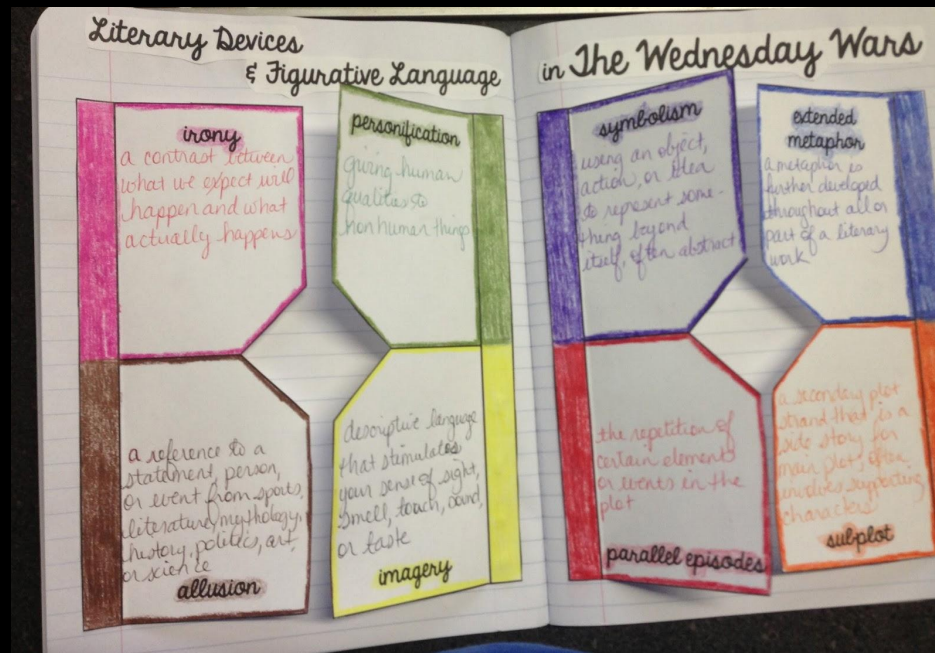 Literary Devices
& Figurative Language
irony
a contrast between
what we expect will
happen and what
actually happens
personification
giving human
qualities to
nonhuman things
a reference to a
statement, person,
or event from sports,
literature, mythology,
history, politics, art,
or science
allusion
descriptive language
that stimulates
your sense of sight,
smell, touch, sound,
or taste
imagery
in The Wednesday Wars
symbolism
using an object,
action, or idea
to represent some-
thing beyond
itself, often abstract
extended
metaphor
a metaphor is
further developed
throughout all or
part of a literary
work
the repetition of
certain elements
or events in the
plot
parallel episodes
a secondary plot
strand that is a
side story for
main plot, often
involves supporting
characters
subplot